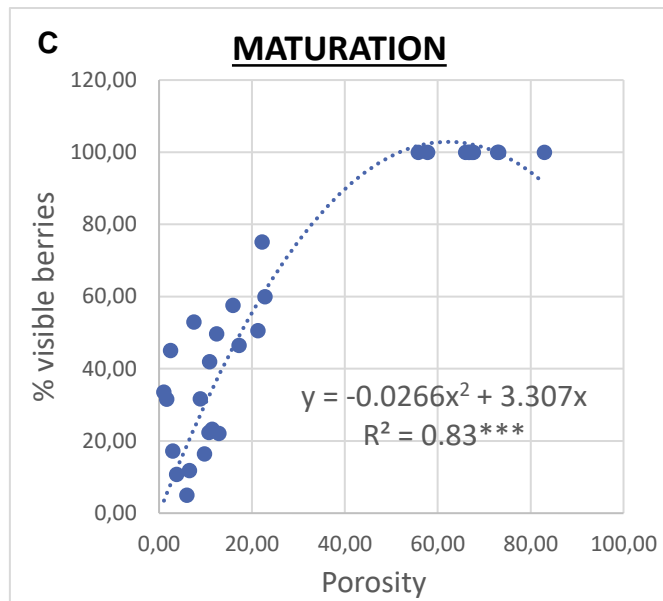 C
MATURATION
120,00
100,00
80,00
60,00
40,00
20,00
0,00
% visible berries
y = -0.0266x² + 3.307x
R² = 0.83***
0,00 20,00 40,00 60,00 80,00 100,00
Porosity